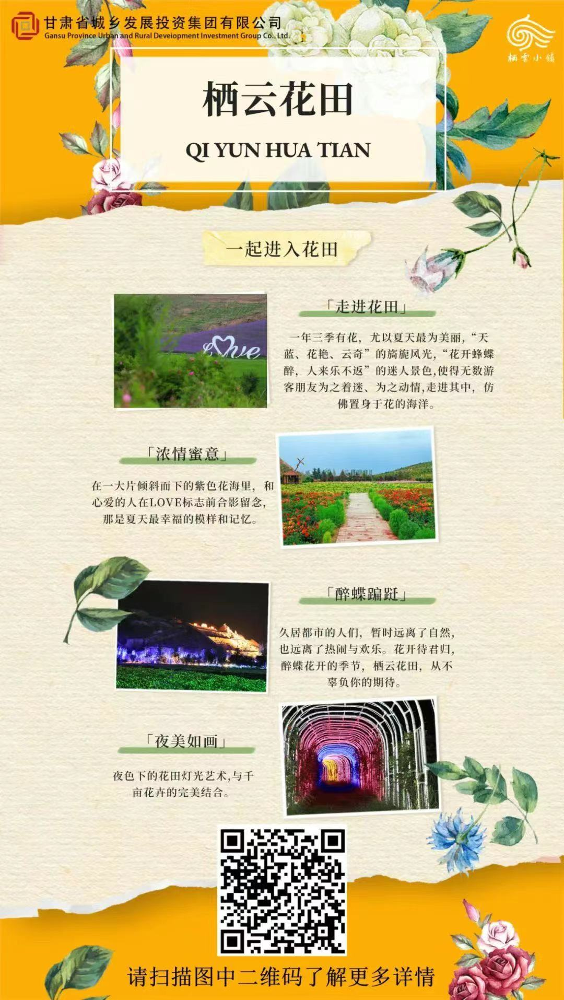 甘肃省城乡发展投资集团有限公司
Gansu Province Urban and Rural Deveiopment Investment Group Co., Ltd.
栖雲小镇
栖云花田
QI YUN HUA TIAN
一起进入花田
「走进花田」
一年三季有花，尤以夏天最为美丽，“天
蓝、花艳、云奇”的旖旎风光，“花开蜂蝶
醉，人来乐不返”的迷人景色,使得无数游
客朋友为之着迷、为之动情,走进其中，仿
佛置身于花的海洋。
Love
「浓情蜜意」
在一大片倾斜而下的紫色花海里，和
心爱的人在LOVE标志前合影留念，
那是夏天最幸福的模样和记忆。
「醉蝶蹁跹」
久居都市的人们，暂时远离了自然，
也远离了热闹与欢乐。花开待君归，
醉蝶花开的季节，栖云花田，从不
辜负你的期待。
「夜美如画」
夜色下的花田灯光艺术,与千
亩花卉的完美结合。
请扫描图中二维码了解更多详情